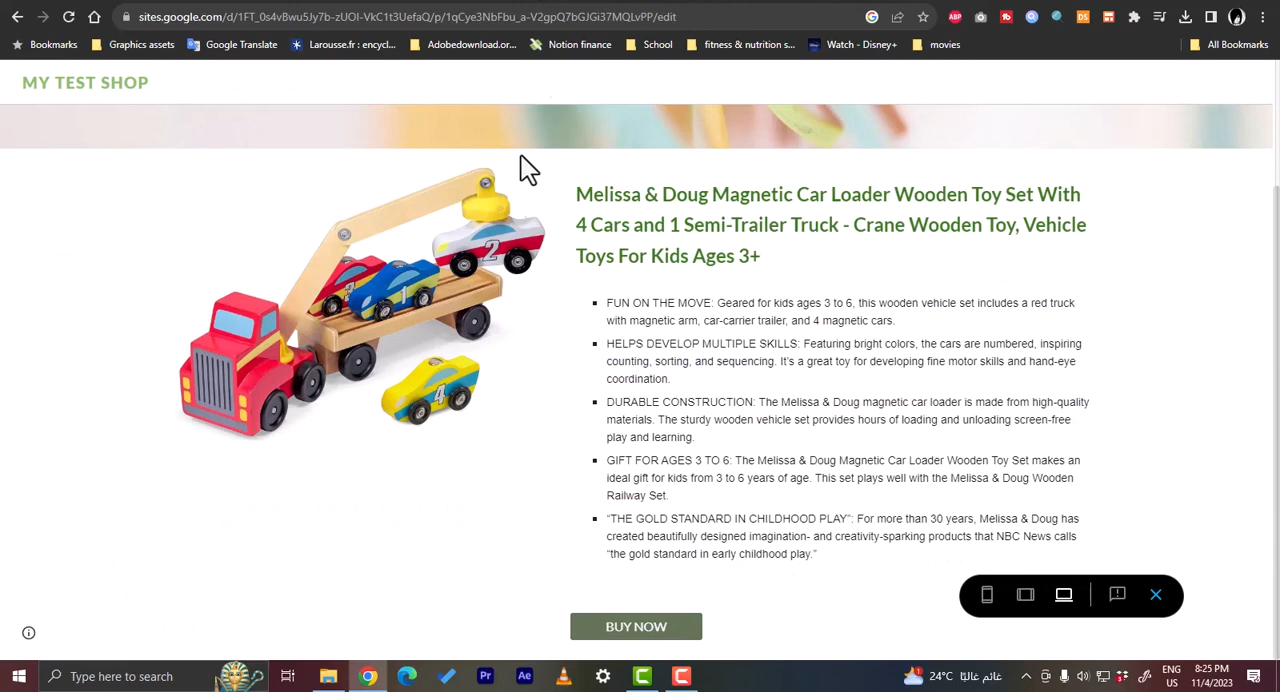 sites.google.com/d/1FT_0s4vBwu5Jy7b-zUOI-VkC1t3UefaQ/p/1qCye3NbFbu_a-V2gpQ7bGJGi37MQLvPP/edit
Bookmarks Graphics assets Google Translate Larousse.fr : encycl... Adobedownload.or... Notion finance School fitness & nutrition s... Watch - Disney+ movies All Bookmarks
MY TEST SHOP
Melissa & Doug Magnetic Car Loader Wooden Toy Set With
4 Cars and 1 Semi-Trailer Truck - Crane Wooden Toy, Vehicle
Toys For Kids Ages 3+
FUN ON THE MOVE: Geared for kids ages 3 to 6, this wooden vehicle set includes a red truck
with magnetic arm, car-carrier trailer, and 4 magnetic cars.
HELPS DEVELOP MULTIPLE SKILLS: Featuring bright colors, the cars are numbered, inspiring
counting, sorting, and sequencing. It's a great toy for developing fine motor skills and hand-eye
coordination.
DURABLE CONSTRUCTION: The Melissa & Doug magnetic car loader is made from high-quality
materials. The sturdy wooden vehicle set provides hours of loading and unloading screen-free
play and learning.
GIFT FOR AGES 3 TO 6: The Melissa & Doug Magnetic Car Loader Wooden Toy Set makes an
ideal gift for kids from 3 to 6 years of age. This set plays well with the Melissa & Doug Wooden
Railway Set.
“THE GOLD STANDARD IN CHILDHOOD PLAY”: For more than 30 years, Melissa & Doug has
created beautifully designed imagination- and creativity-sparking products that NBC News calls
“the gold standard in early childhood play.”
2
1
4
BUY NOW
Type here to search
Pr
Ae
24°C غائم غالبًا
ENG
US
8:25 PM
11/4/2023